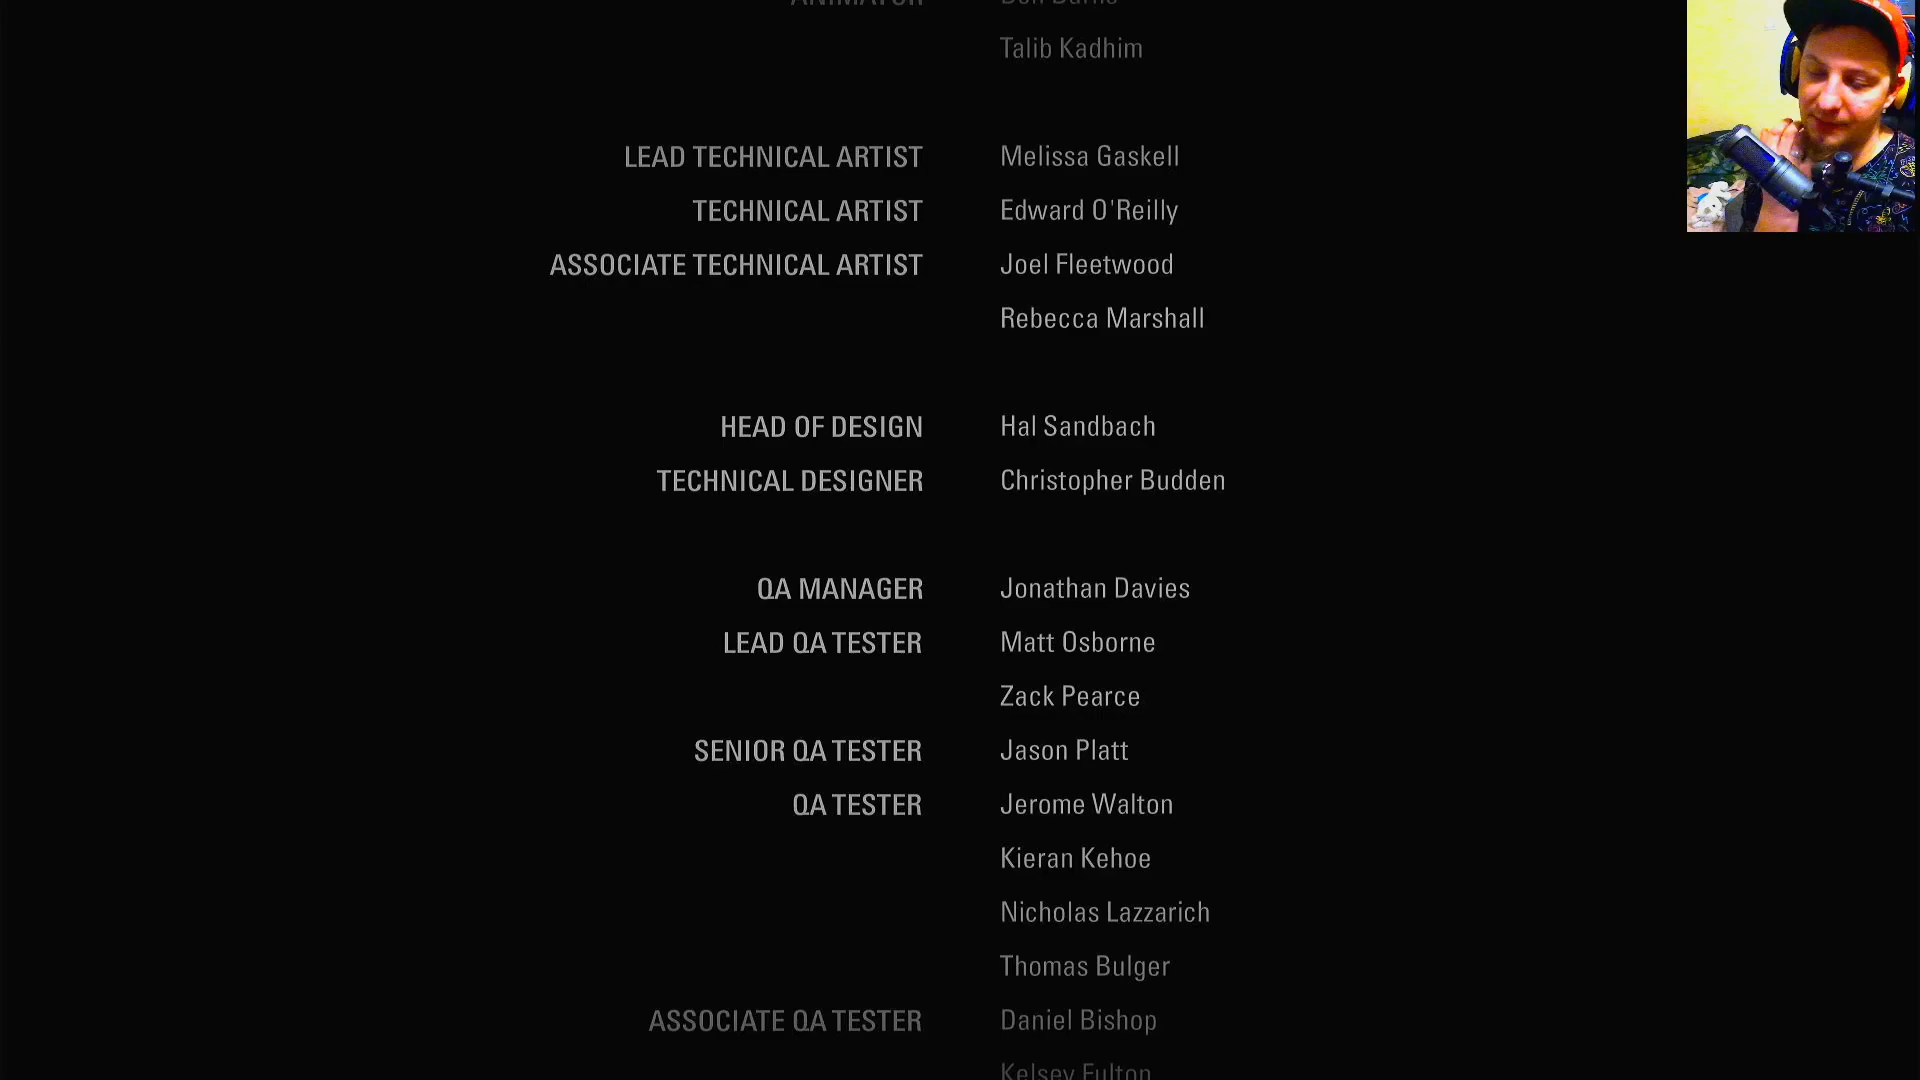 ANIMATOR Dan Burns
Talib Kadhim
LEAD TECHNICAL ARTIST Melissa Gaskell
TECHNICAL ARTIST Edward O'Reilly
ASSOCIATE TECHNICAL ARTIST Joel Fleetwood
Rebecca Marshall
HEAD OF DESIGN Hal Sandbach
TECHNICAL DESIGNER Christopher Budden
QA MANAGER Jonathan Davies
LEAD QA TESTER Matt Osborne
Zack Pearce
SENIOR QA TESTER Jason Platt
QA TESTER Jerome Walton
Kieran Kehoe
Nicholas Lazzarich
Thomas Bulger
ASSOCIATE QA TESTER Daniel Bishop
Kelsey Fulton